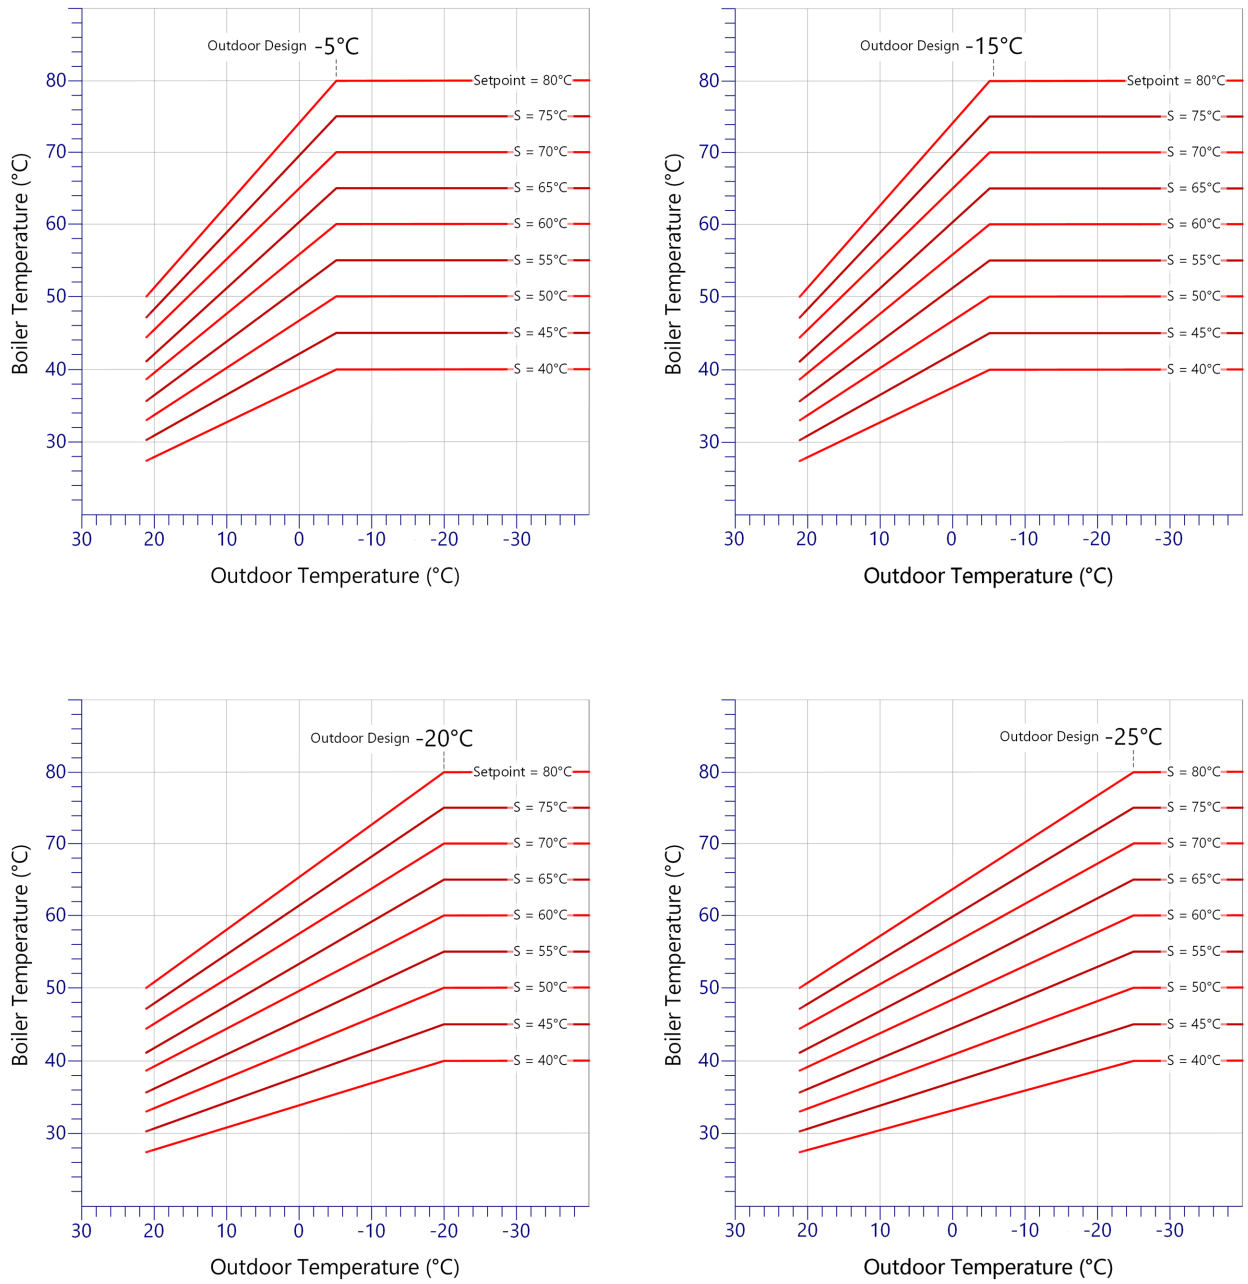 Outdoor Design -5°C
80
Setpoint = 80°C
S = 75°C
70
S = 70°C
S = 65°C
60
S = 60°C
S = 55°C
50
S = 50°C
S = 45°C
40
S = 40°C
30
Boiler Temperature (°C)
30 20 10 0 -10 -20 -30
Outdoor Temperature (°C)
Outdoor Design -15°C
80
Setpoint = 80°C
S = 75°C
70
S = 70°C
S = 65°C
60
S = 60°C
S = 55°C
50
S = 50°C
S = 45°C
40
S = 40°C
30
Boiler Temperature (°C)
30 20 10 0 -10 -20 -30
Outdoor Temperature (°C)
Outdoor Design -20°C
80
Setpoint = 80°C
S = 75°C
70
S = 70°C
S = 65°C
60
S = 60°C
S = 55°C
50
S = 50°C
S = 45°C
40
S = 40°C
30
Boiler Temperature (°C)
30 20 10 0 -10 -20 -30
Outdoor Temperature (°C)
Outdoor Design -25°C
80
S = 80°C
S = 75°C
70
S = 70°C
S = 65°C
60
S = 60°C
S = 55°C
50
S = 50°C
S = 45°C
40
S = 40°C
30
Boiler Temperature (°C)
30 20 10 0 -10 -20 -30
Outdoor Temperature (°C)